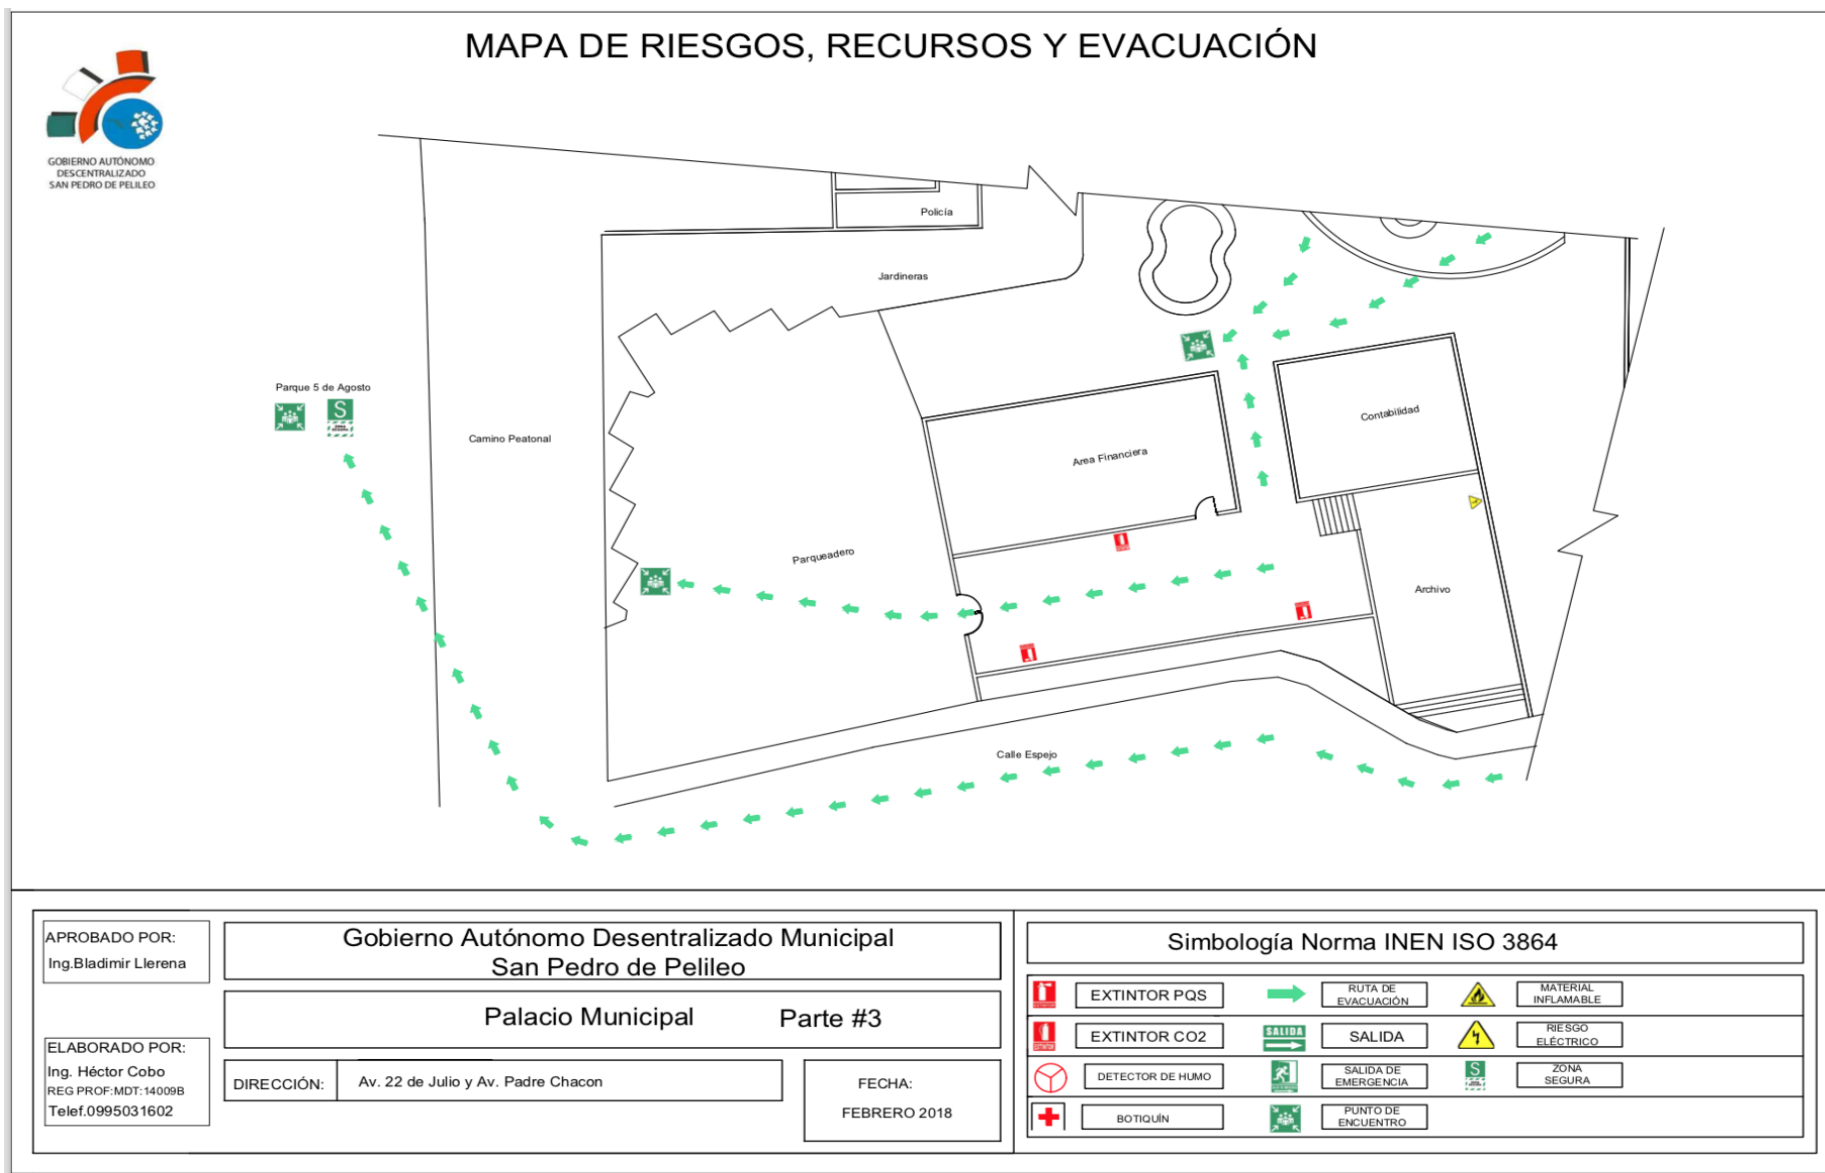 MAPA DE RIESGOS, RECURSOS Y EVACUACIÓN
GOBIERNO AUTÓNOMO
DESCENTRALIZADO
SAN PEDRO DE PELILEO
Policía
Jardineras
Parque 5 de Agosto
S
Camino Peatonal
Contabilidad
Area Financiera
Parqueadero
Archivo
Calle Espejo
APROBADO POR:
Ing.Bladimir Llerena
ELABORADO POR:
Ing. Héctor Cobo
REG PROF:MDT:14009B
Telef.0995031602
Gobierno Autónomo Desentralizado Municipal
San Pedro de Pelileo
Palacio Municipal Parte #3
DIRECCIÓN: Av. 22 de Julio y Av. Padre Chacon
FECHA:
FEBRERO 2018
Simbología Norma INEN ISO 3864
EXTINTOR PQS
RUTA DE
EVACUACIÓN
MATERIAL
INFLAMABLE
EXTINTOR CO2
SALIDA
SALIDA
RIESGO
ELÉCTRICO
DETECTOR DE HUMO
SALIDA DE
EMERGENCIA
S
ZONA
SEGURA
BOTIQUÍN
PUNTO DE
ENCUENTRO